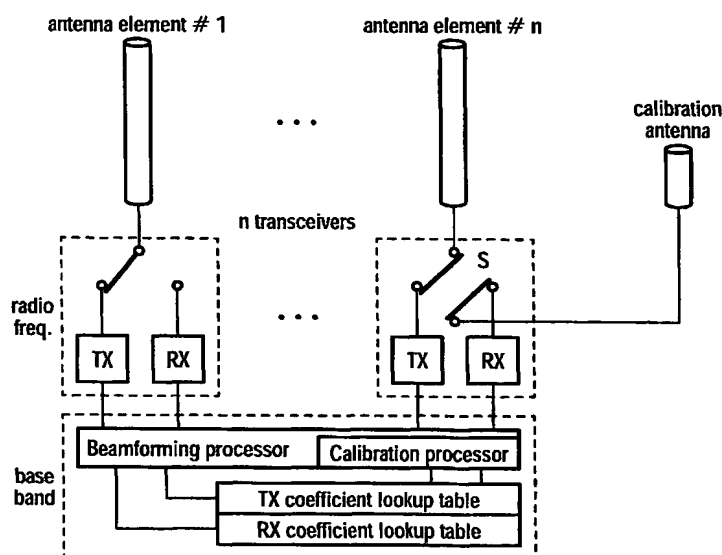 antenna element # 1
antenna element # n
calibration
antenna
n transceivers
S
radio
freq.
TX
RX
TX
RX
Beamforming processor
Calibration processor
base
band
TX coefficient lookup table
RX coefficient lookup table